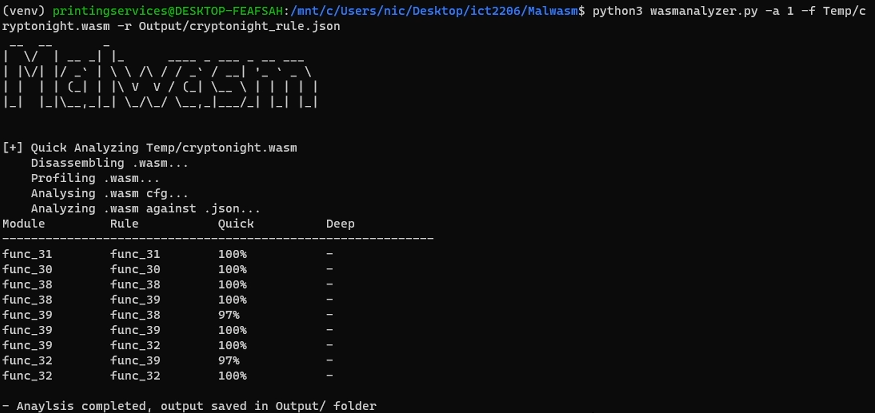 (venv) printingservices@DESKTOP-FEAFSAH:/mnt/c/Users/nic/Desktop/ict2206/Malwasm$ python3 wasmanalyzer.py -a 1 -f Temp/c
ryptonight.wasm -r Output/cryptonight_rule.json
Malwasm
[+] Quick Analyzing Temp/cryptonight.wasm
Disassembling .wasm...
Profiling .wasm...
Analysing .wasm cfg...
Analyzing .wasm against .json...
Module Rule Quick Deep
------------------------------------------------------------
func_31 func_31 100% -
func_30 func_30 100% -
func_38 func_38 100% -
func_38 func_39 100% -
func_39 func_38 97% -
func_39 func_39 100% -
func_39 func_32 100% -
func_32 func_39 97% -
func_32 func_32 100% -
- Anaylsis completed, output saved in Output/ folder